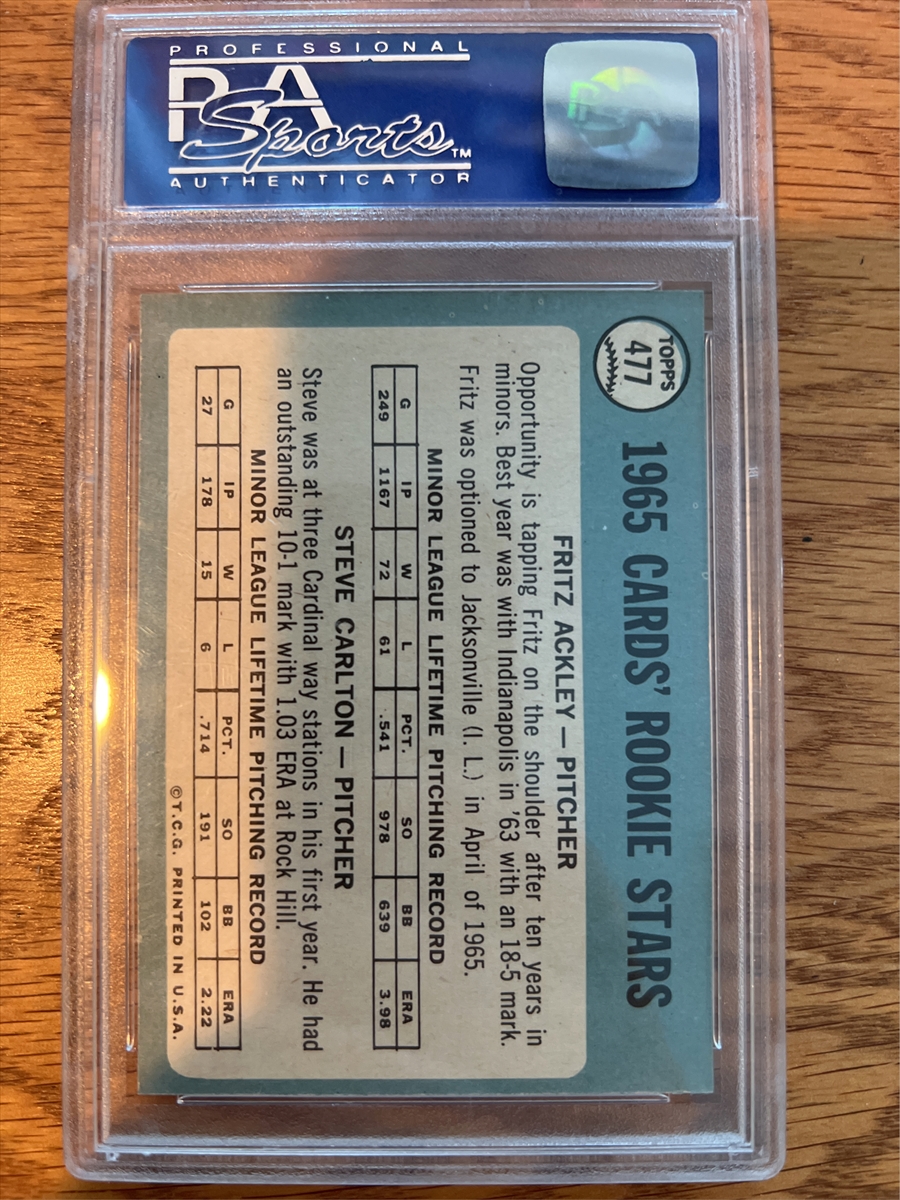 PROFESSIONAL
PSA
Sports™
AUTHENTICATOR
TOPPS
477
1965 CARDS' ROOKIE STARS
FRITZ ACKLEY — PITCHER
Opportunity is tapping Fritz on the shoulder after ten years in
minors. Best year was with Indianapolis in '63 with an 18-5 mark.
Fritz was optioned to Jacksonville (I. L.) in April of 1965.
MINOR LEAGUE LIFETIME PITCHING RECORD
G IP W L PCT. SO BB ERA
249 1167 72 61 .541 978 639 3.98
STEVE CARLTON — PITCHER
Steve was at three Cardinal way stations in his first year. He had
an outstanding 10-1 mark with 1.03 ERA at Rock Hill.
MINOR LEAGUE LIFETIME PITCHING RECORD
G IP W L PCT. SO BB ERA
27 178 15 6 .714 191 102 2.22
©T.C.G. PRINTED IN U.S.A.